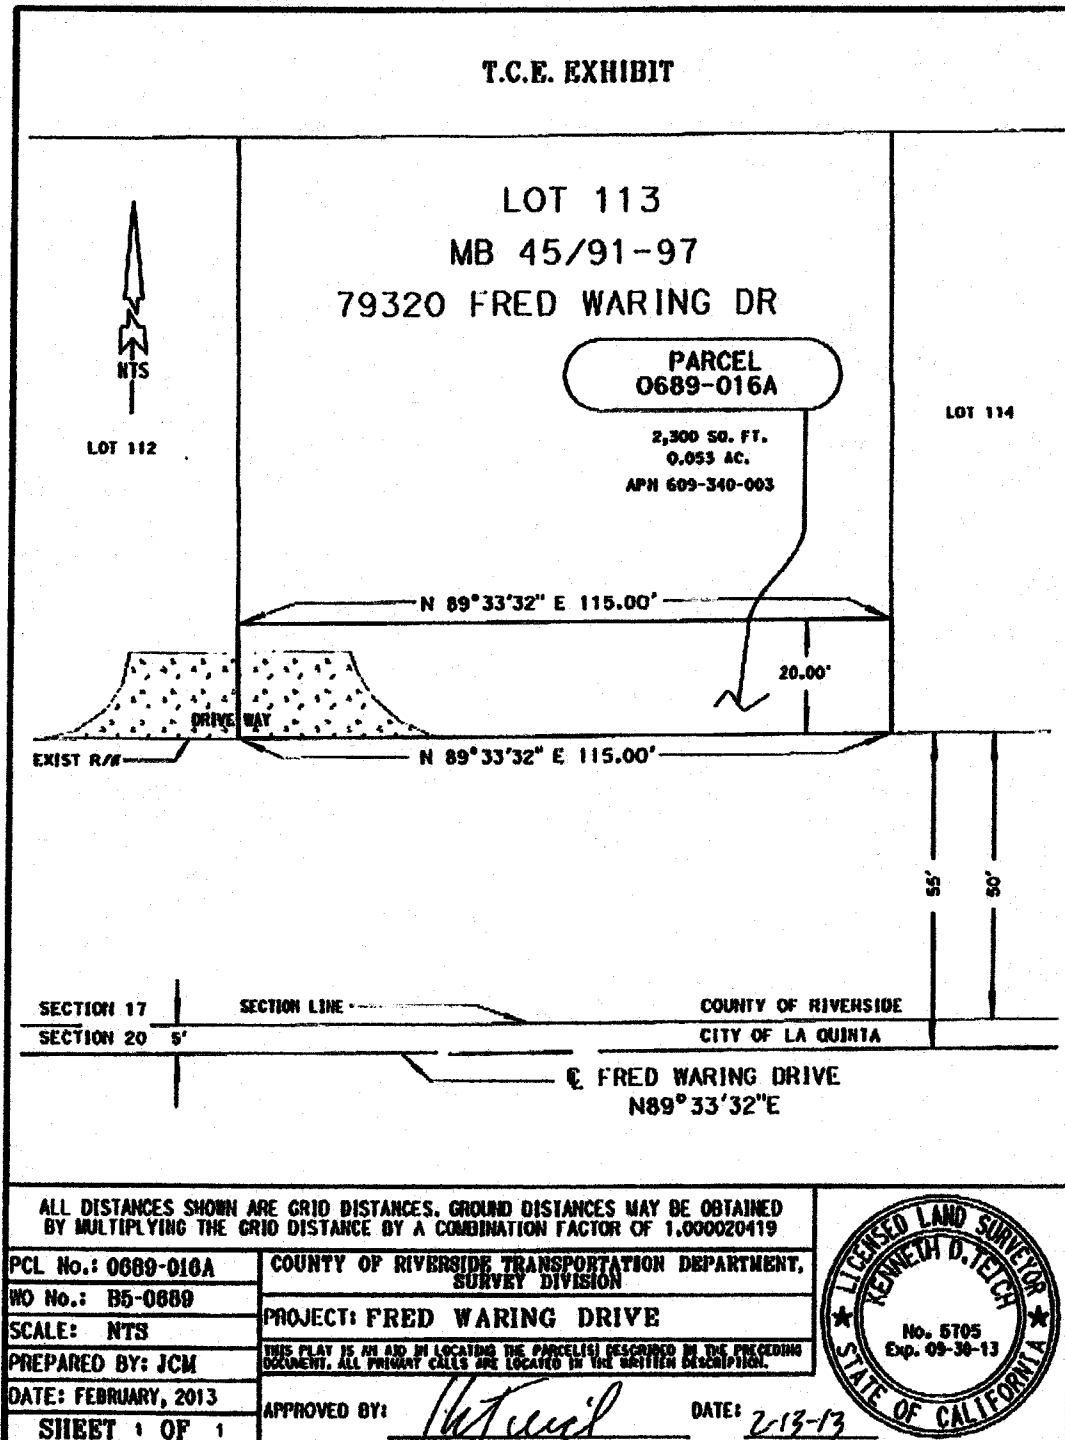 T.C.E. EXHIBIT
LOT 113
MB 45/91-97
79320 FRED WARING DR
NTS
PARCEL
0689-016A
LOT 112
LOT 114
2,300 SQ. FT.
0.053 AC.
APN 609-340-003
N 89°33'32" E 115.00'
20.00'
DRIVE WAY
EXIST R/W
N 89°33'32" E 115.00'
55'
50'
SECTION 17
SECTION LINE
COUNTY OF RIVERSIDE
SECTION 20
5'
CITY OF LA QUINTA
℄ FRED WARING DRIVE
N89°33'32"E
ALL DISTANCES SHOWN ARE GRID DISTANCES. GROUND DISTANCES MAY BE OBTAINED
BY MULTIPLYING THE GRID DISTANCE BY A COMBINATION FACTOR OF 1.000020419
PCL No.: 0689-016A
WO No.: B5-0689
SCALE: NTS
PREPARED BY: JCM
DATE: FEBRUARY, 2013
SHEET 1 OF 1
COUNTY OF RIVERSIDE TRANSPORTATION DEPARTMENT,
SURVEY DIVISION
PROJECT: FRED WARING DRIVE
THIS PLAT IS AN AID IN LOCATING THE PARCEL(S) DESCRIBED IN THE PRECEDING
DOCUMENT. ALL PRIMARY CALLS ARE LOCATED IN THE WRITTEN DESCRIPTION.
APPROVED BY:
DATE: 2-13-13
LICENSED LAND SURVEYOR
KENNETH D. TEICH
No. 5705
Exp. 09-30-13
STATE OF CALIFORNIA